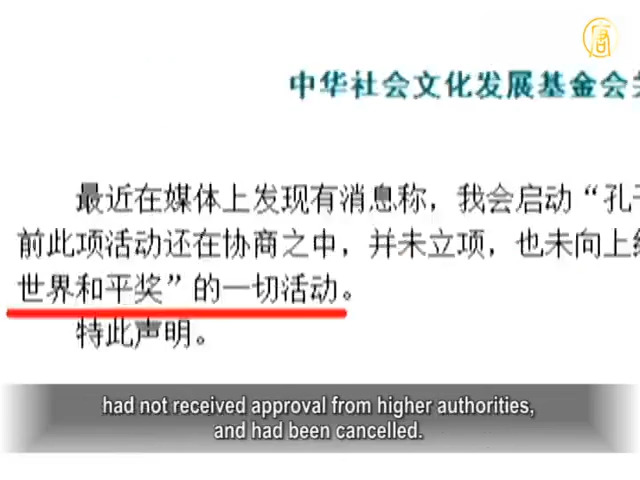 唐
中华社会文化发展基金会
最近在媒体上发现有消息称，我会启动“孔
前此项活动还在协商之中，并未立项，也未向上
世界和平奖”的一切活动。
特此声明。
had not received approval from higher authorities,
and had been cancelled.